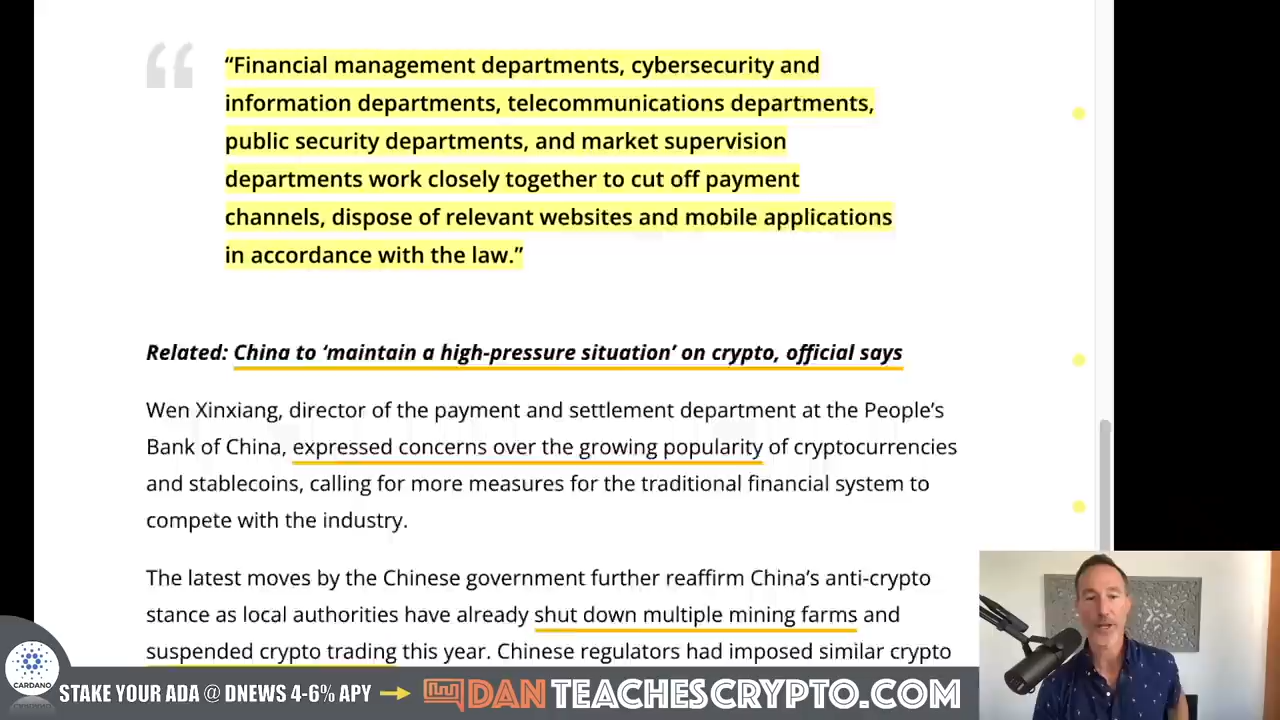 “Financial management departments, cybersecurity and
information departments, telecommunications departments,
public security departments, and market supervision
departments work closely together to cut off payment
channels, dispose of relevant websites and mobile applications
in accordance with the law.”
Related: China to ‘maintain a high-pressure situation’ on crypto, official says
Wen Xinxiang, director of the payment and settlement department at the People’s
Bank of China, expressed concerns over the growing popularity of cryptocurrencies
and stablecoins, calling for more measures for the traditional financial system to
compete with the industry.
The latest moves by the Chinese government further reaffirm China’s anti-crypto
stance as local authorities have already shut down multiple mining farms and
suspended crypto trading this year. Chinese regulators had imposed similar crypto
CARDANO
STAKE YOUR ADA @ DNEWS 4-6% APY
DANTEACHESCRYPTO.COM